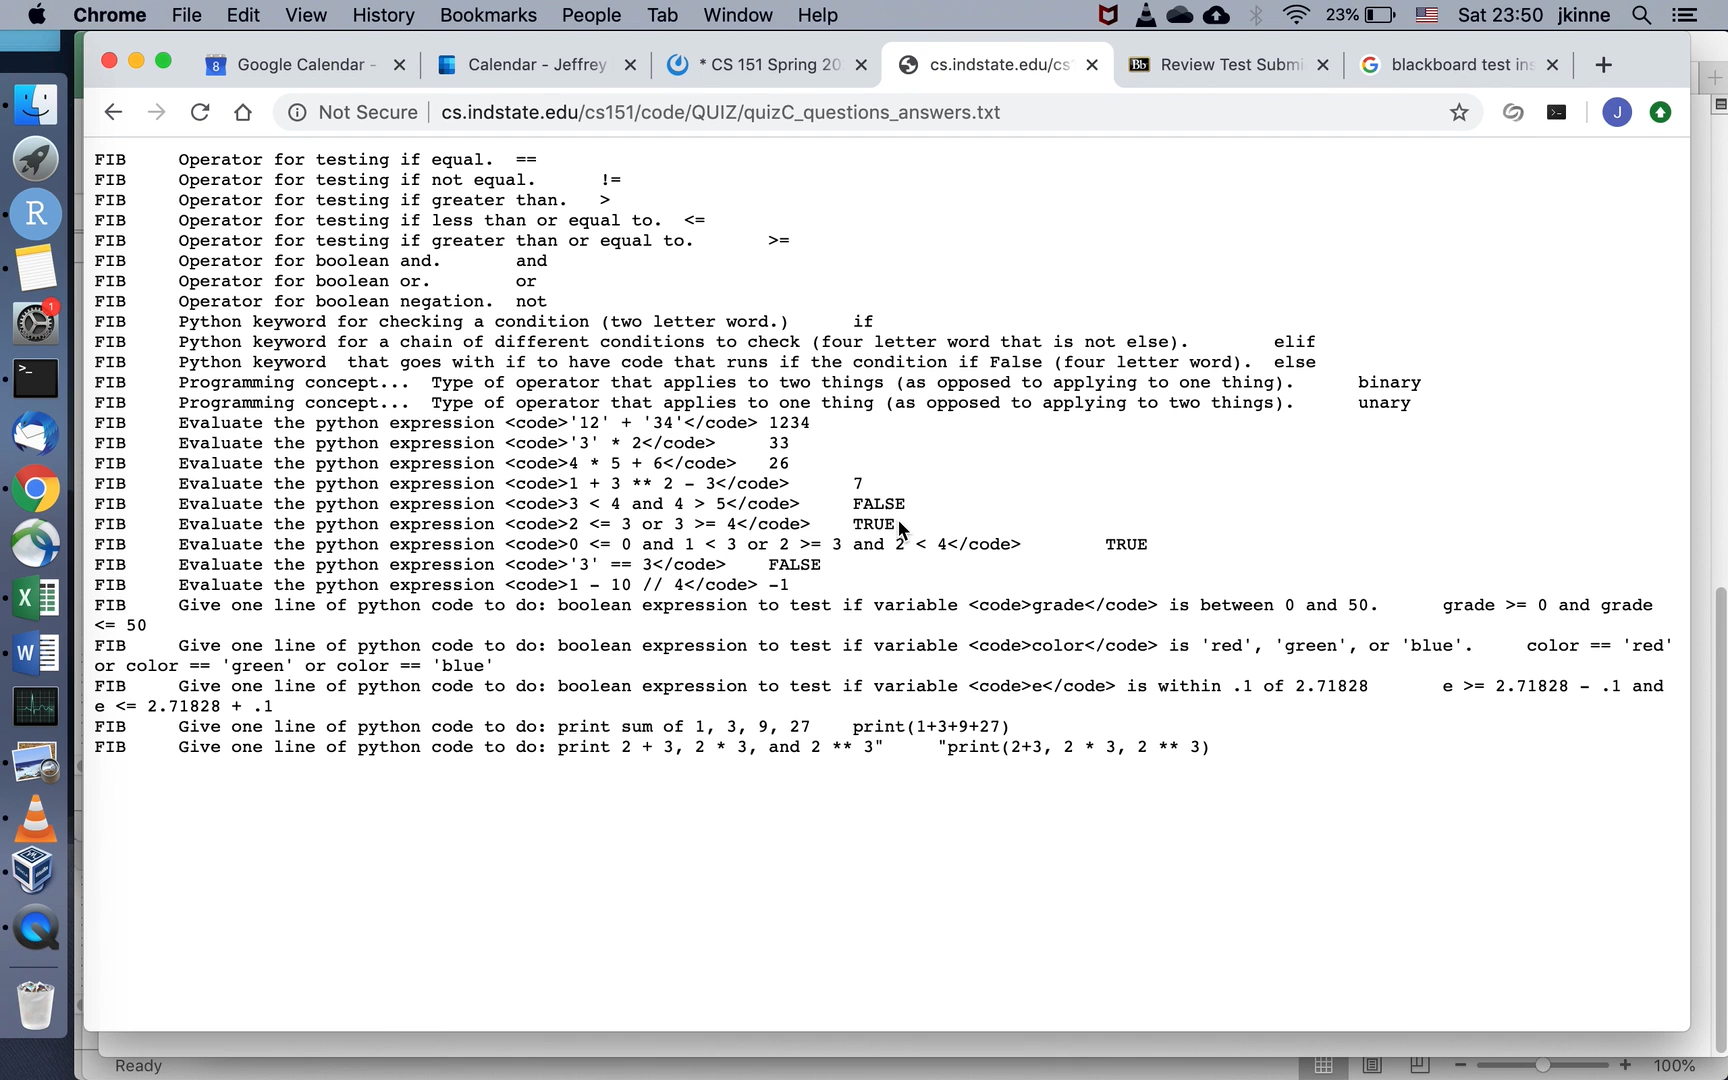 Chrome File Edit View History Bookmarks People Tab Window Help 23% Sat 23:50 jkinne
8 Google Calendar - Calendar - Jeffrey * CS 151 Spring 20 cs.indstate.edu/cs Bb Review Test Submi blackboard test ins
Not Secure cs.indstate.edu/cs151/code/QUIZ/quizC_questions_answers.txt J
FIB Operator for testing if equal. ==
FIB Operator for testing if not equal. !=
FIB Operator for testing if greater than. >
FIB Operator for testing if less than or equal to. <=
FIB Operator for testing if greater than or equal to. >=
FIB Operator for boolean and. and
FIB Operator for boolean or. or
FIB Operator for boolean negation. not
FIB Python keyword for checking a condition (two letter word.) if
FIB Python keyword for a chain of different conditions to check (four letter word that is not else). elif
FIB Python keyword that goes with if to have code that runs if the condition if False (four letter word). else
FIB Programming concept... Type of operator that applies to two things (as opposed to applying to one thing). binary
FIB Programming concept... Type of operator that applies to one thing (as opposed to applying to two things). unary
FIB Evaluate the python expression <code>'12' + '34'</code> 1234
FIB Evaluate the python expression <code>'3' * 2</code> 33
FIB Evaluate the python expression <code>4 * 5 + 6</code> 26
FIB Evaluate the python expression <code>1 + 3 ** 2 - 3</code> 7
FIB Evaluate the python expression <code>3 < 4 and 4 > 5</code> FALSE
FIB Evaluate the python expression <code>2 <= 3 or 3 >= 4</code> TRUE
FIB Evaluate the python expression <code>0 <= 0 and 1 < 3 or 2 >= 3 and 2 < 4</code> TRUE
FIB Evaluate the python expression <code>'3' == 3</code> FALSE
FIB Evaluate the python expression <code>1 - 10 // 4</code> -1
FIB Give one line of python code to do: boolean expression to test if variable <code>grade</code> is between 0 and 50. grade >= 0 and grade
<= 50
FIB Give one line of python code to do: boolean expression to test if variable <code>color</code> is 'red', 'green', or 'blue'. color == 'red'
or color == 'green' or color == 'blue'
FIB Give one line of python code to do: boolean expression to test if variable <code>e</code> is within .1 of 2.71828 e >= 2.71828 - .1 and
e <= 2.71828 + .1
FIB Give one line of python code to do: print sum of 1, 3, 9, 27 print(1+3+9+27)
FIB Give one line of python code to do: print 2 + 3, 2 * 3, and 2 ** 3" "print(2+3, 2 * 3, 2 ** 3)
R
1
>_
X
W
Ready 100%